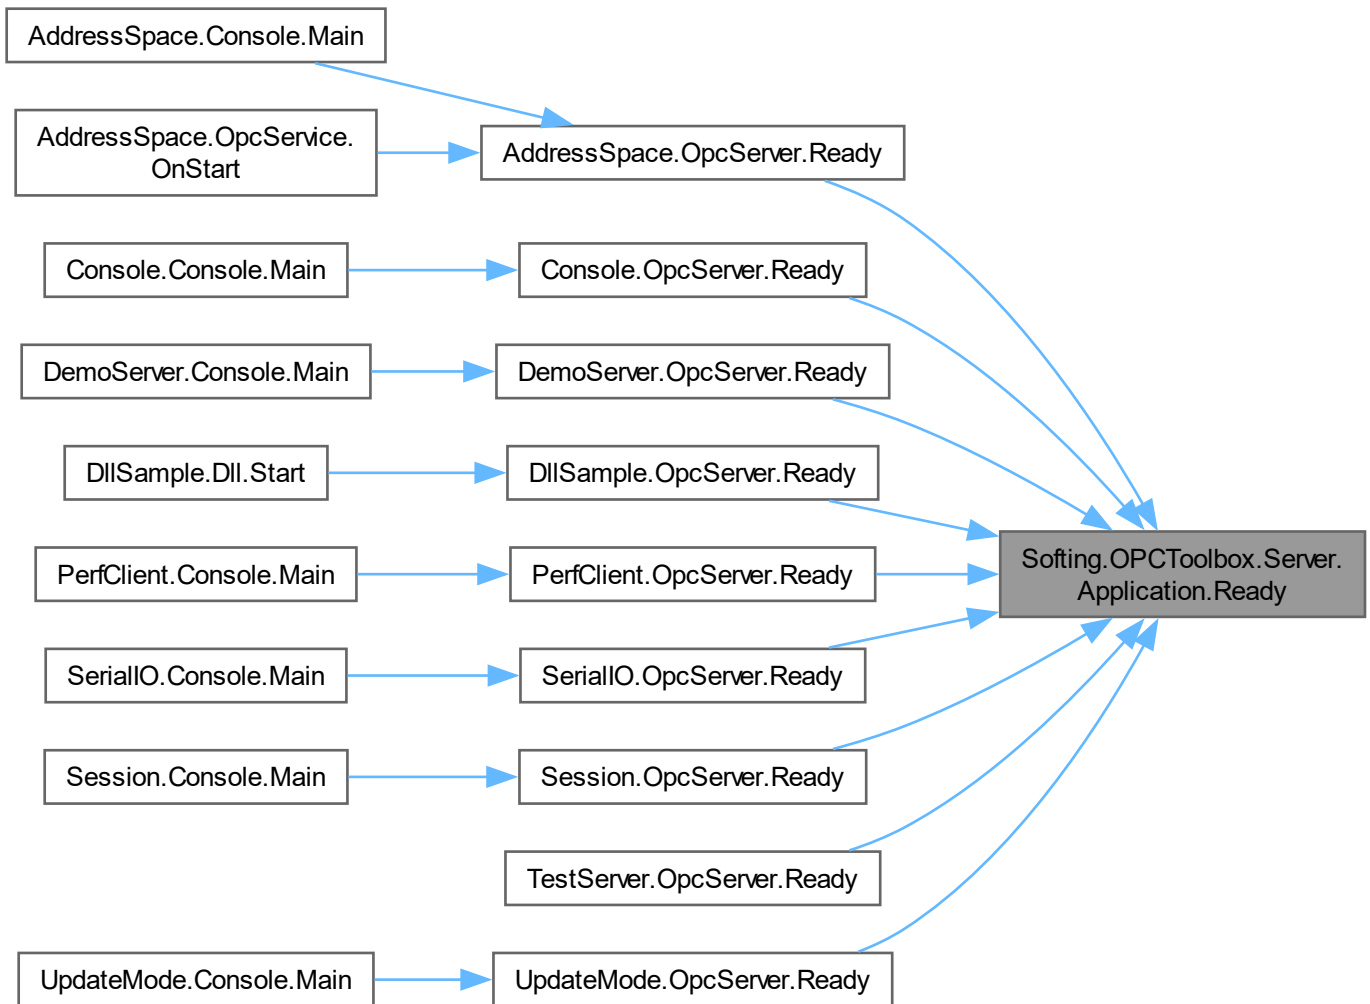 AddressSpace.Console.Main
AddressSpace.OpcService.
OnStart
AddressSpace.OpcServer.Ready
Console.Console.Main
Console.OpcServer.Ready
DemoServer.Console.Main
DemoServer.OpcServer.Ready
DllSample.Dll.Start
DllSample.OpcServer.Ready
PerfClient.Console.Main
PerfClient.OpcServer.Ready
Softing.OPCToolbox.Server.
Application.Ready
SerialIO.Console.Main
SerialIO.OpcServer.Ready
Session.Console.Main
Session.OpcServer.Ready
TestServer.OpcServer.Ready
UpdateMode.Console.Main
UpdateMode.OpcServer.Ready